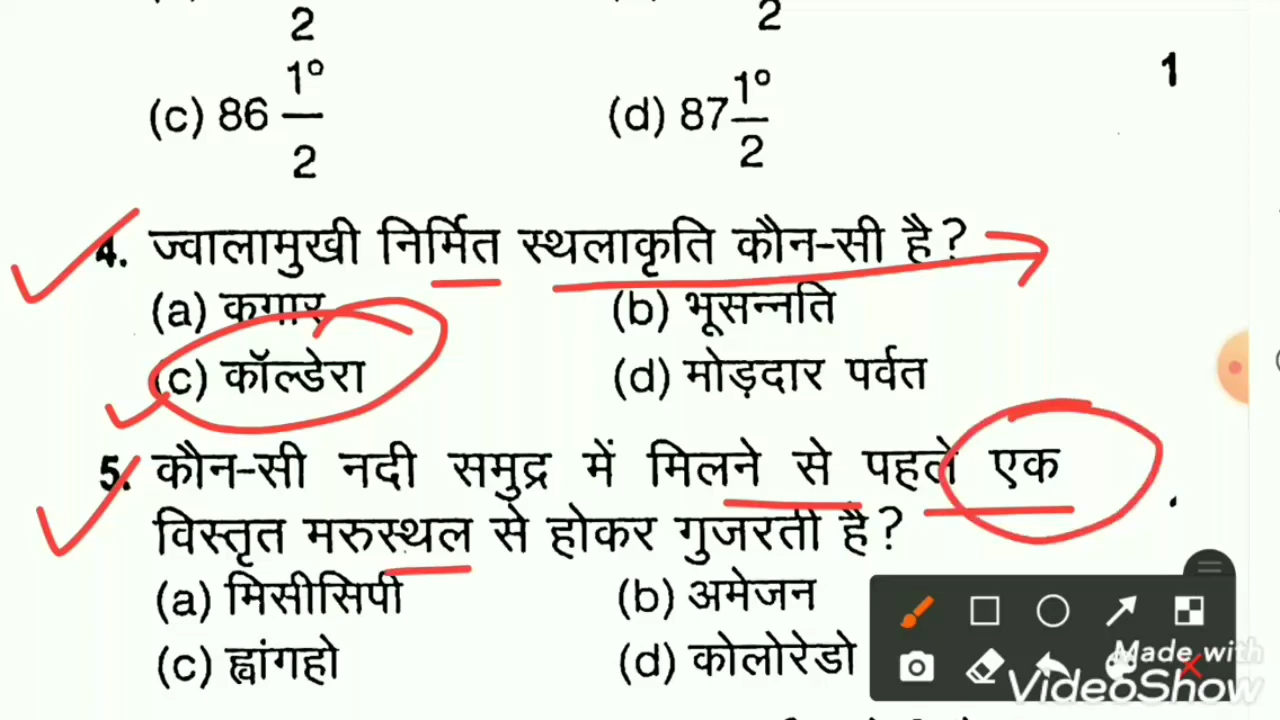 2 2
(c) 86 1°/2 (d) 87 1°/2
1
4. ज्वालामुखी निर्मित स्थलाकृति कौन-सी है?
(a) कगार (b) भूसन्नति
(c) कॉल्डेरा (d) मोड़दार पर्वत
5. कौन-सी नदी समुद्र में मिलने से पहले एक
विस्तृत मरुस्थल से होकर गुजरती है?
(a) मिसीसिपी (b) अमेजन
(c) ह्वांगहो (d) कोलोरेडो
Made with
VideoShow